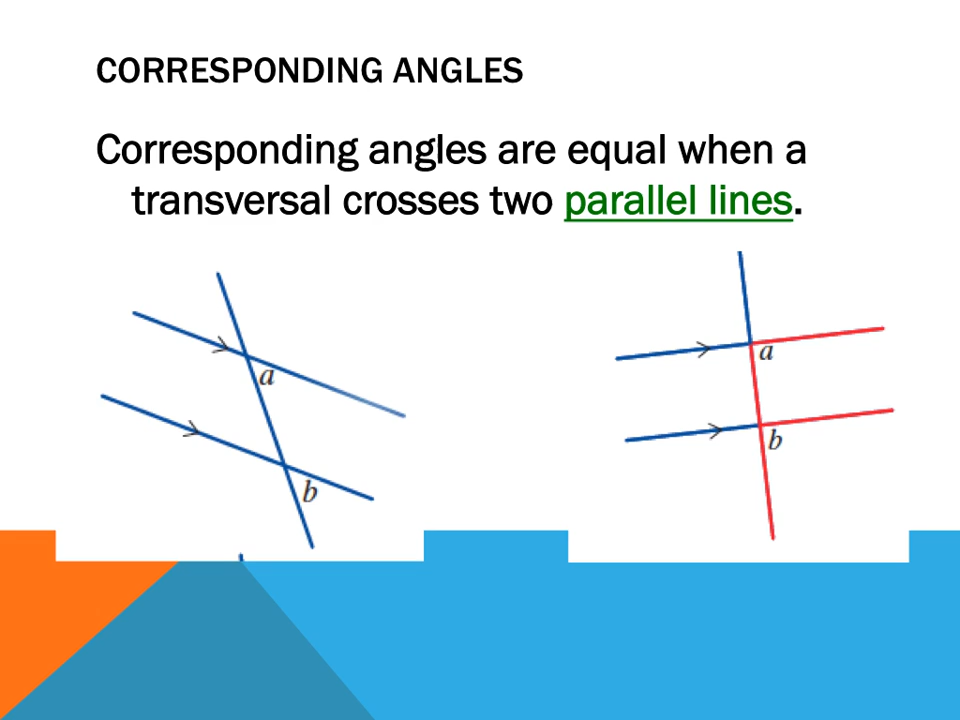 CORRESPONDING ANGLES
Corresponding angles are equal when a
transversal crosses two parallel lines.
a
b
a
b